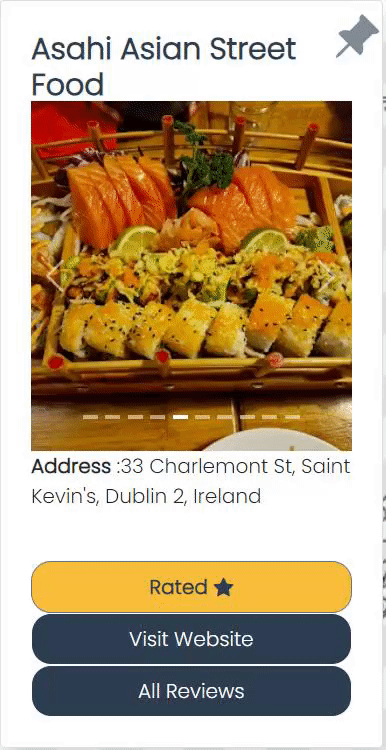 Asahi Asian Street
Food
Address :33 Charlemont St, Saint
Kevin's, Dublin 2, Ireland
Rated
Visit Website
All Reviews